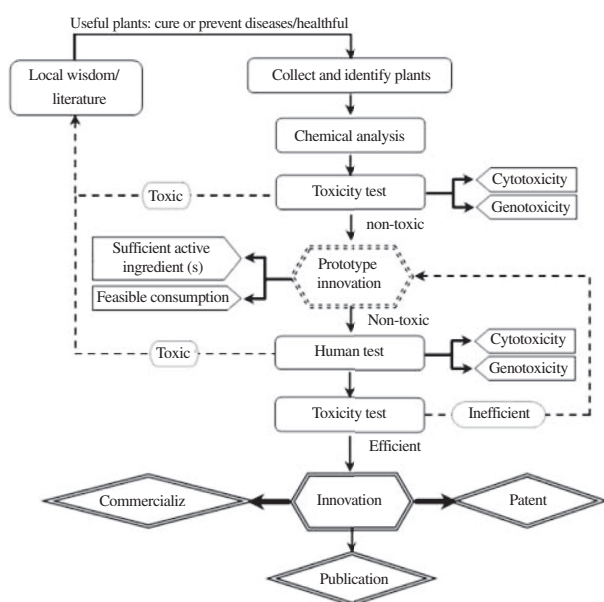 Useful plants: cure or prevent diseases/healthful
Local wisdom/
literature
Collect and identify plants
Chemical analysis
Toxic
Toxicity test
Cytotoxicity
Genotoxicity
non-toxic
Sufficient active
ingredient (s)
Feasible consumption
Prototype
innovation
Non-toxic
Toxic
Human test
Cytotoxicity
Genotoxicity
Toxicity test
Inefficient
Efficient
Commercializ
Innovation
Patent
Publication